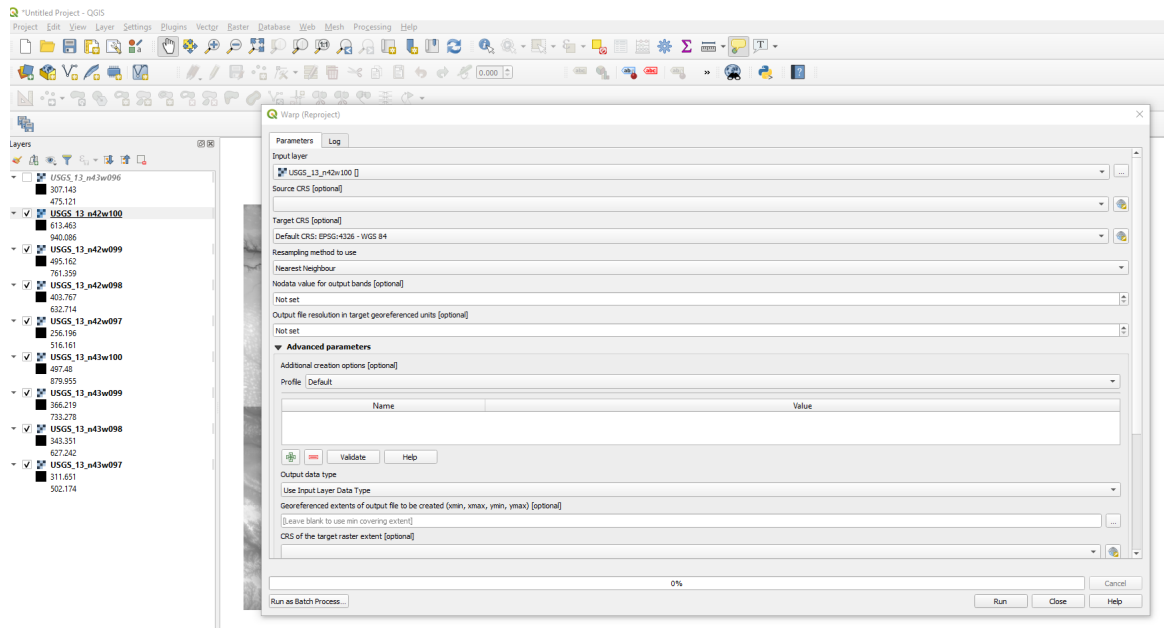 *Untitled Project - QGIS
Project Edit View Layer Settings Plugins Vector Raster Database Web Mesh Processing Help
T
0.000
abc abc
»
?
Layers
USGS_13_n43w096
307.143
475.121
USGS_13_n42w100
613.463
940.086
USGS_13_n42w099
495.162
761.359
USGS_13_n42w098
403.767
632.714
USGS_13_n42w097
256.196
516.161
USGS_13_n43w100
497.48
879.955
USGS_13_n43w099
366.219
733.278
USGS_13_n43w098
343.351
627.242
USGS_13_n43w097
311.651
502.174
Warp (Reproject)
Parameters Log
Input layer
USGS_13_n42w100 []
...
Source CRS [optional]
Target CRS [optional]
Default CRS: EPSG:4326 - WGS 84
Resampling method to use
Nearest Neighbour
Nodata value for output bands [optional]
Not set
Output file resolution in target georeferenced units [optional]
Not set
Advanced parameters
Additional creation options [optional]
Profile Default
Name Value
Validate Help
Output data type
Use Input Layer Data Type
Georeferenced extents of output file to be created (xmin, xmax, ymin, ymax) [optional]
[Leave blank to use min covering extent]
...
CRS of the target raster extent [optional]
0%
Cancel
Run as Batch Process...
Run Close Help